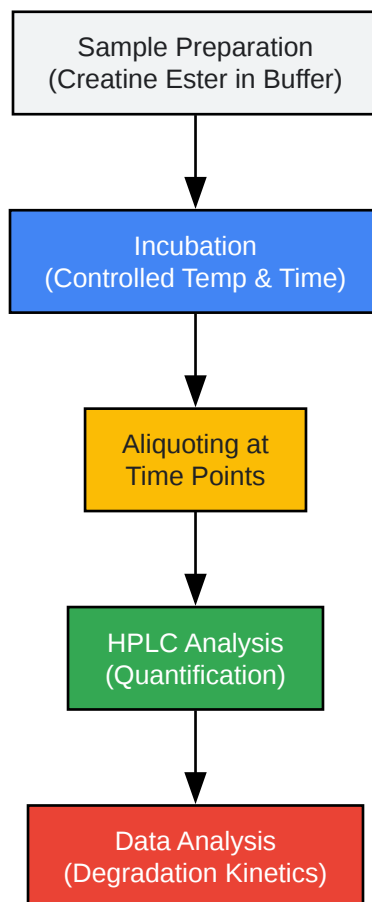 Sample Preparation
(Creatine Ester in Buffer)
Incubation
(Controlled Temp & Time)
Aliquoting at
Time Points
HPLC Analysis
(Quantification)
Data Analysis
(Degradation Kinetics)